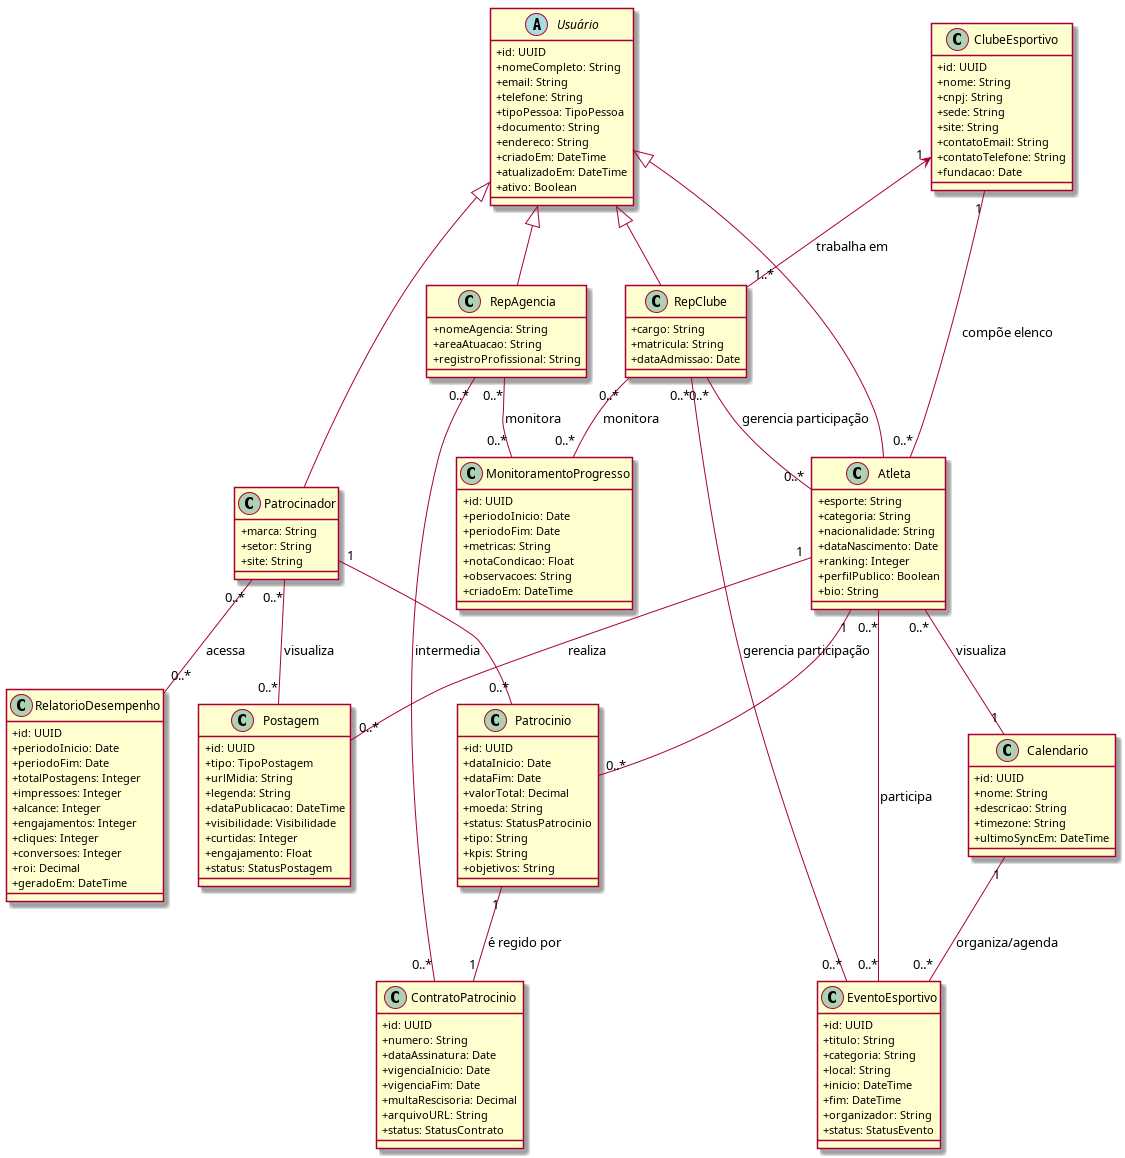 A Usuário
+id: UUID
+nomeCompleto: String
+email: String
+telefone: String
+tipoPessoa: TipoPessoa
+documento: String
+endereco: String
+criadoEm: DateTime
+atualizadoEm: DateTime
+ativo: Boolean
C ClubeEsportivo
+id: UUID
+nome: String
+cnpj: String
+sede: String
+site: String
+contatoEmail: String
+contatoTelefone: String
+fundacao: Date
1
1
trabalha em
1..*
compõe elenco
0..*
C RepAgencia
+nomeAgencia: String
+areaAtuacao: String
+registroProfissional: String
C RepClube
+cargo: String
+matricula: String
+dataAdmissao: Date
0..*
0..*
0..*
0..*
0..*
monitora
monitora
gerencia participação
0..*
0..*
0..*
C Patrocinador
+marca: String
+setor: String
+site: String
C MonitoramentoProgresso
+id: UUID
+periodoInicio: Date
+periodoFim: Date
+metricas: String
+notaCondicao: Float
+observacoes: String
+criadoEm: DateTime
C Atleta
+esporte: String
+categoria: String
+nacionalidade: String
+dataNascimento: Date
+ranking: Integer
+perfilPublico: Boolean
+bio: String
1
1
0..*
0..*
1
0..*
0..*
acessa
visualiza
intermedia
realiza
gerencia participação
visualiza
0..*
0..*
0..*
0..*
0..*
1
C RelatorioDesempenho
+id: UUID
+periodoInicio: Date
+periodoFim: Date
+totalPostagens: Integer
+impressoes: Integer
+alcance: Integer
+engajamentos: Integer
+cliques: Integer
+conversoes: Integer
+roi: Decimal
+geradoEm: DateTime
C Postagem
+id: UUID
+tipo: TipoPostagem
+urlMidia: String
+legenda: String
+dataPublicacao: DateTime
+visibilidade: Visibilidade
+curtidas: Integer
+engajamento: Float
+status: StatusPostagem
C Patrocinio
+id: UUID
+dataInicio: Date
+dataFim: Date
+valorTotal: Decimal
+moeda: String
+status: StatusPatrocinio
+tipo: String
+kpis: String
+objetivos: String
C Calendario
+id: UUID
+nome: String
+descricao: String
+timezone: String
+ultimoSyncEm: DateTime
participa
1
1
é regido por
organiza/agenda
0..*
1
0..*
0..*
0..*
C ContratoPatrocinio
+id: UUID
+numero: String
+dataAssinatura: Date
+vigenciaInicio: Date
+vigenciaFim: Date
+multaRescisoria: Decimal
+arquivoURL: String
+status: StatusContrato
C EventoEsportivo
+id: UUID
+titulo: String
+categoria: String
+local: String
+inicio: DateTime
+fim: DateTime
+organizador: String
+status: StatusEvento